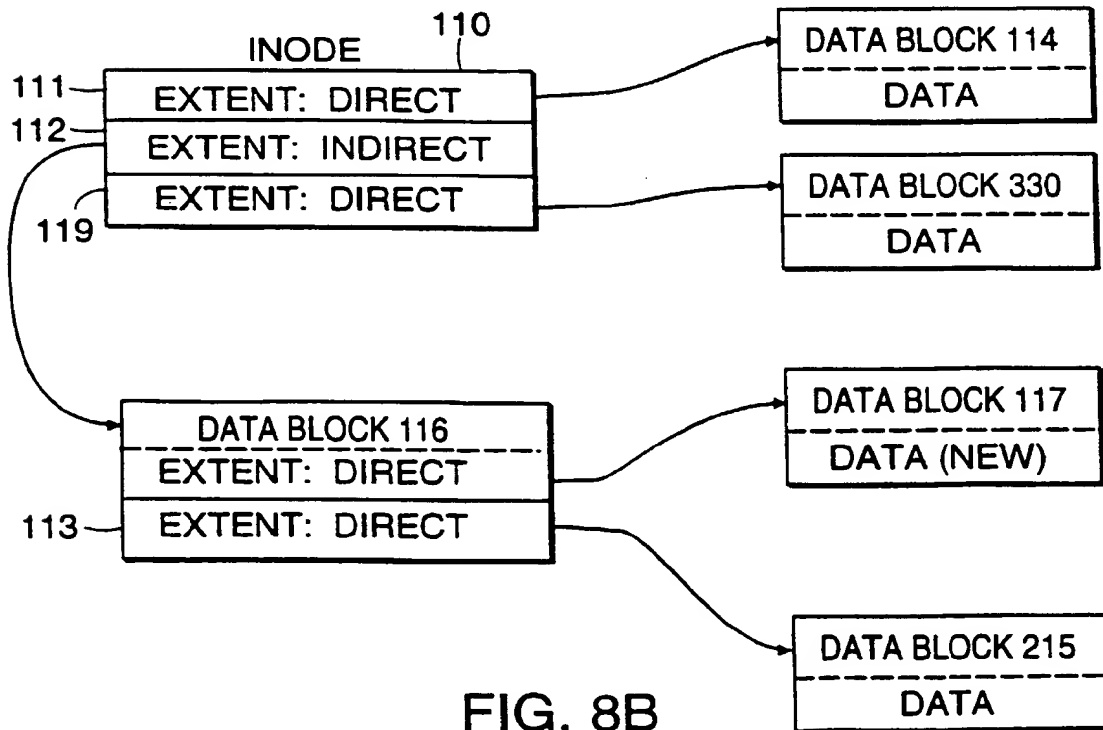 110
INODE
111
EXTENT: DIRECT
112
EXTENT: INDIRECT
119
EXTENT: DIRECT
DATA BLOCK 114
DATA
DATA BLOCK 330
DATA
DATA BLOCK 116
EXTENT: DIRECT
113
EXTENT: DIRECT
DATA BLOCK 117
DATA (NEW)
DATA BLOCK 215
DATA
FIG. 8B